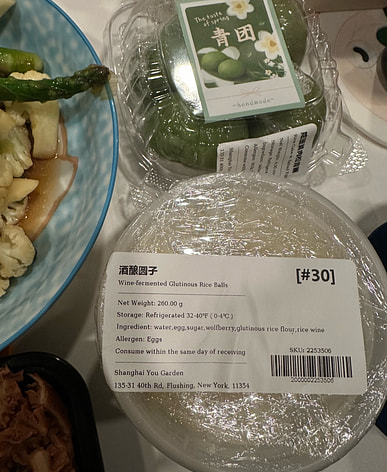 The taste of spring
青团
handmade
酒酿圆子
[#30]
Wine-fermented Glutinous Rice Balls
Net Weight: 260.00 g
Storage: Refrigerated 32-40°F ( 0-4°C )
Ingredient: water,egg,sugar,wolfberry,glutinous rice flour,rice wine
Allergen: Eggs
Consume within the same day of receiving
SKU: 2253506
2000002253506
Shanghai You Garden
135-31 40th Rd, Flushing, New York, 11354